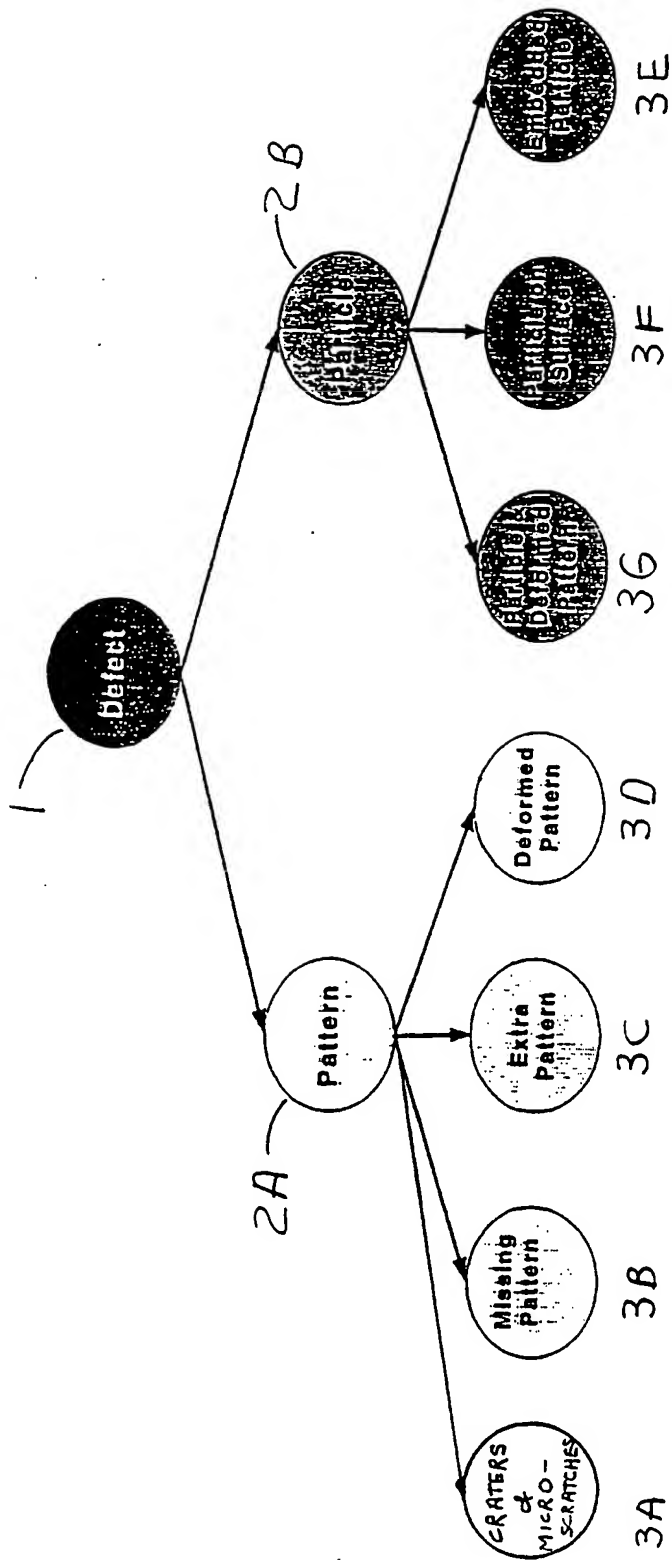 1
Defect
2A
Pattern
2B
Particle
CRATERS
&
MICRO-
SCRATCHES
Missing
Pattern
Extra
Pattern
Deformed
Pattern
Particle &
Deformed
Pattern
Particle on
Surface
Embedded
Particle
3A
3B
3C
3D
3G
3F
3E